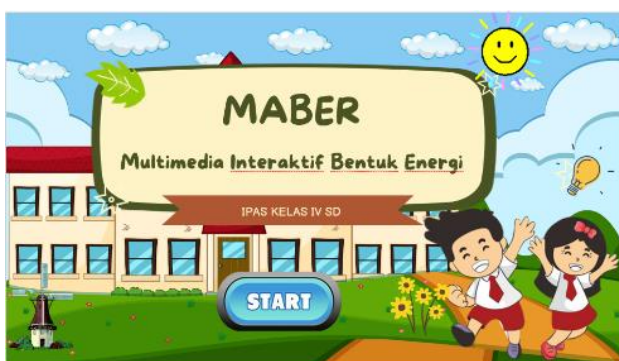 MABER
Multimedia Interaktif Bentuk Energi
IPAS KELAS IV SD
START